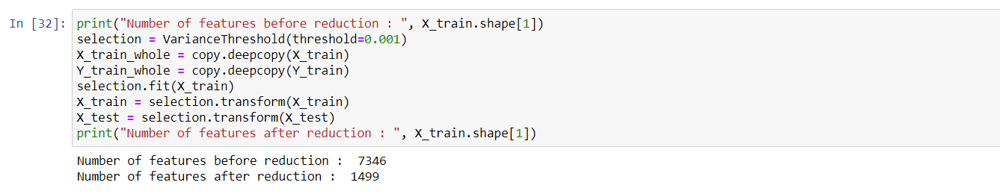 In [32]: print("Number of features before reduction : ", X_train.shape[1])
selection = VarianceThreshold(threshold=0.001)
X_train_whole = copy.deepcopy(X_train)
Y_train_whole = copy.deepcopy(Y_train)
selection.fit(X_train)
X_train = selection.transform(X_train)
X_test = selection.transform(X_test)
print("Number of features after reduction : ", X_train.shape[1])
Number of features before reduction :  7346
Number of features after reduction :  1499